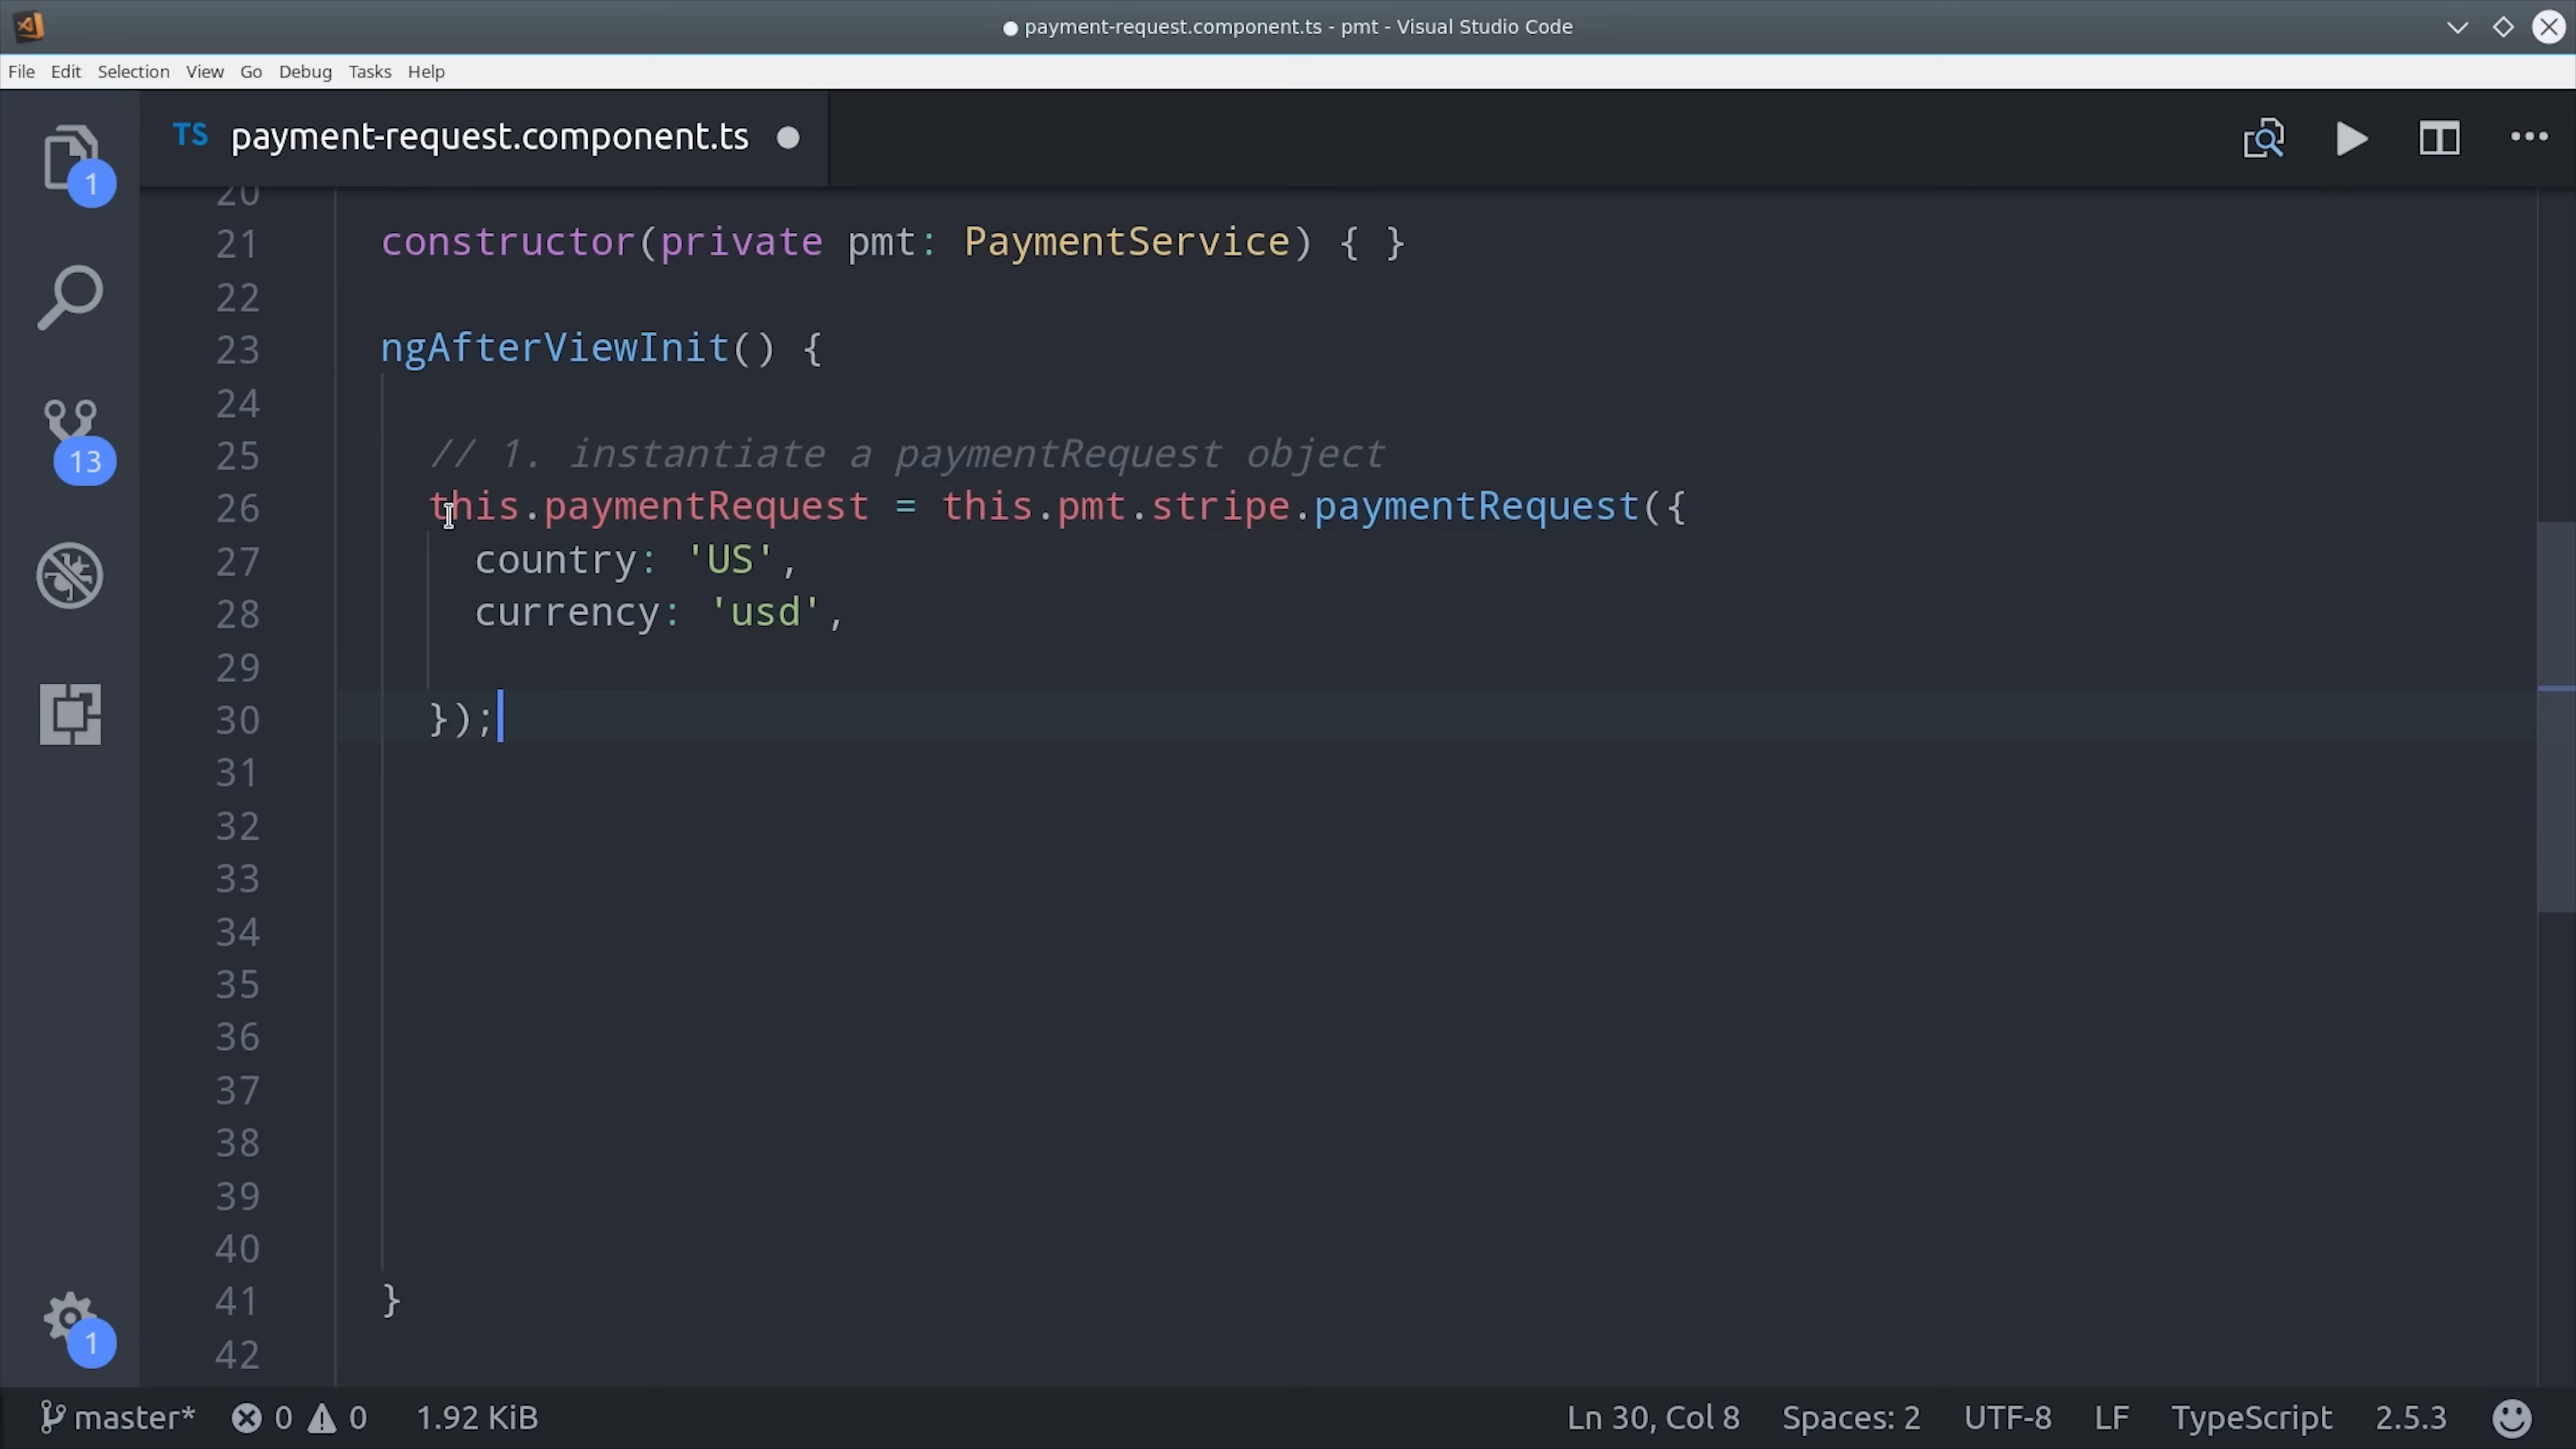 payment-request.component.ts - pmt - Visual Studio Code
File Edit Selection View Go Debug Tasks Help
1
TS payment-request.component.ts
20
21 constructor(private pmt: PaymentService) { }
22
23 ngAfterViewInit() {
24
25 // 1. instantiate a paymentRequest object
26 this.paymentRequest = this.pmt.stripe.paymentRequest({
27 country: 'US',
28 currency: 'usd',
13
29
30 });
31
32
33
34
35
36
37
38
39
40
41 }
42
1
master* 0 0 1.92 KiB Ln 30, Col 8 Spaces: 2 UTF-8 LF TypeScript 2.5.3